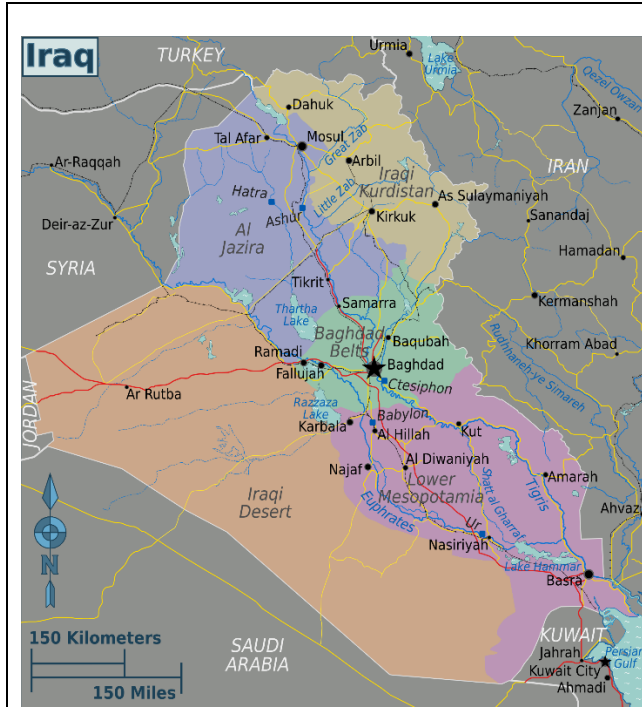 Iraq
TURKEY
Urmia
Lake
Urmia
Qezel Owzan
Zanjan
Dahuk
Tal Afar
Mosul
Great Zab
Arbil
Iraqi
Kurdistan
IRAN
Ar-Raqqah
Hatra
Ashur
Little Zab
Kirkuk
As Sulaymaniyah
Sanandaj
Deir-az-Zur
Al
Jazira
Hamadan
SYRIA
Tikrit
Samarra
Kermanshah
Thartha
Lake
Baghdad
Belts
Baqubah
Rudhhaneh-ye Simareh
Khorram Abad
Ramadi
Fallujah
Baghdad
Ctesiphon
JORDAN
Ar Rutba
Razzaza
Lake
Karbala
Babylon
Al Hillah
Kut
Najaf
Al Diwaniyah
Shatt al Gharraf
Tigris
Amarah
Iraqi
Desert
Lower
Mesopotamia
Euphrates
Ahvaz
Ur
Nasiriyah
Lake Hammar
Basra
N
150 Kilometers
150 Miles
SAUDI
ARABIA
KUWAIT
Jahrah
Kuwait City
Ahmadi
Persian
Gulf